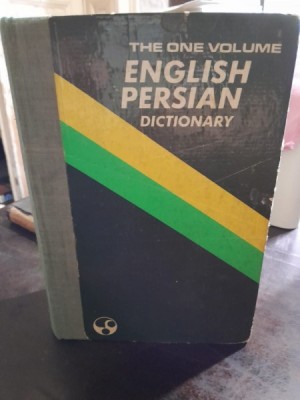 THE ONE VOLUME
ENGLISH
PERSIAN
DICTIONARY